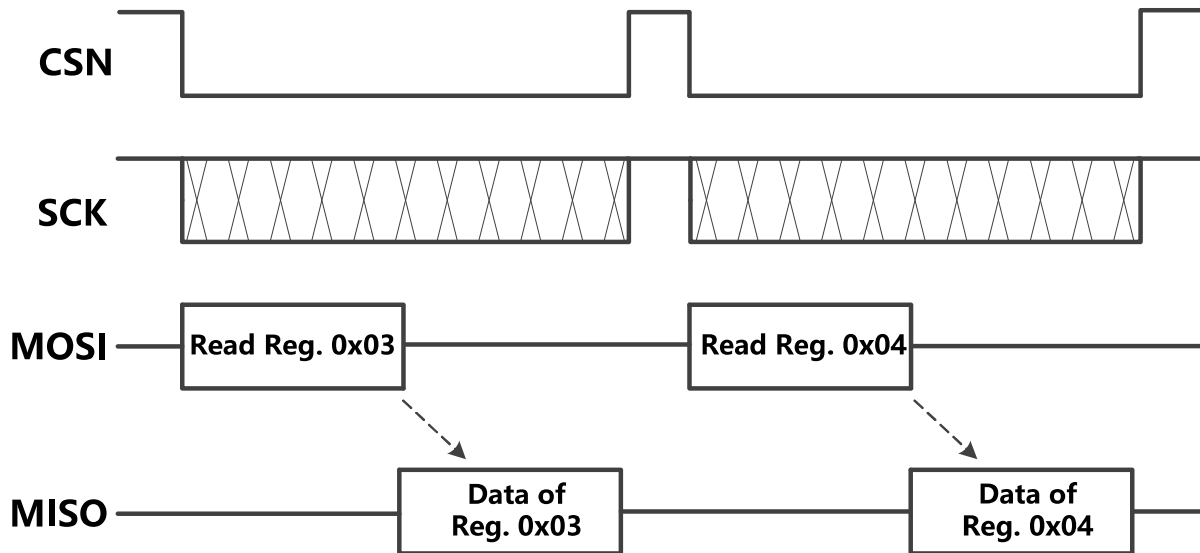 CSN
SCK
MOSI
Read Reg. 0x03
Read Reg. 0x04
MISO
Data of
Reg. 0x03
Data of
Reg. 0x04